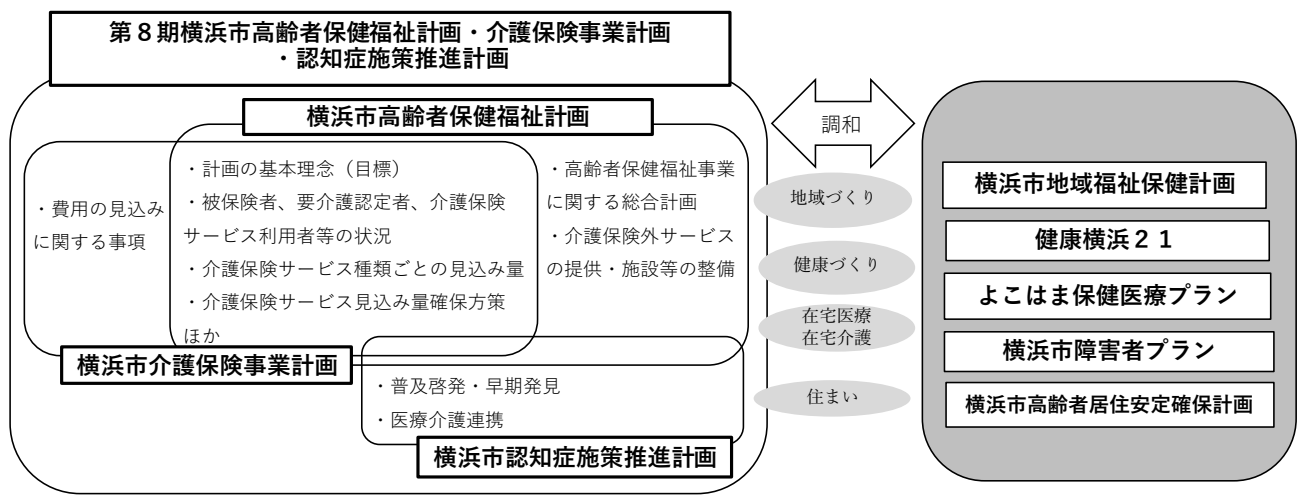 第８期横浜市高齢者保健福祉計画・介護保険事業計画
・認知症施策推進計画
横浜市高齢者保健福祉計画
・費用の見込み
に関する事項
・計画の基本理念（目標）
・被保険者、要介護認定者、介護保険
サービス利用者等の状況
・介護保険サービス種類ごとの見込み量
・介護保険サービス見込み量確保方策
ほか
・高齢者保健福祉事業
に関する総合計画
・介護保険外サービス
の提供・施設等の整備
横浜市介護保険事業計画
・普及啓発・早期発見
・医療介護連携
横浜市認知症施策推進計画
調和
地域づくり
健康づくり
在宅医療
在宅介護
住まい
横浜市地域福祉保健計画
健康横浜２１
よこはま保健医療プラン
横浜市障害者プラン
横浜市高齢者居住安定確保計画